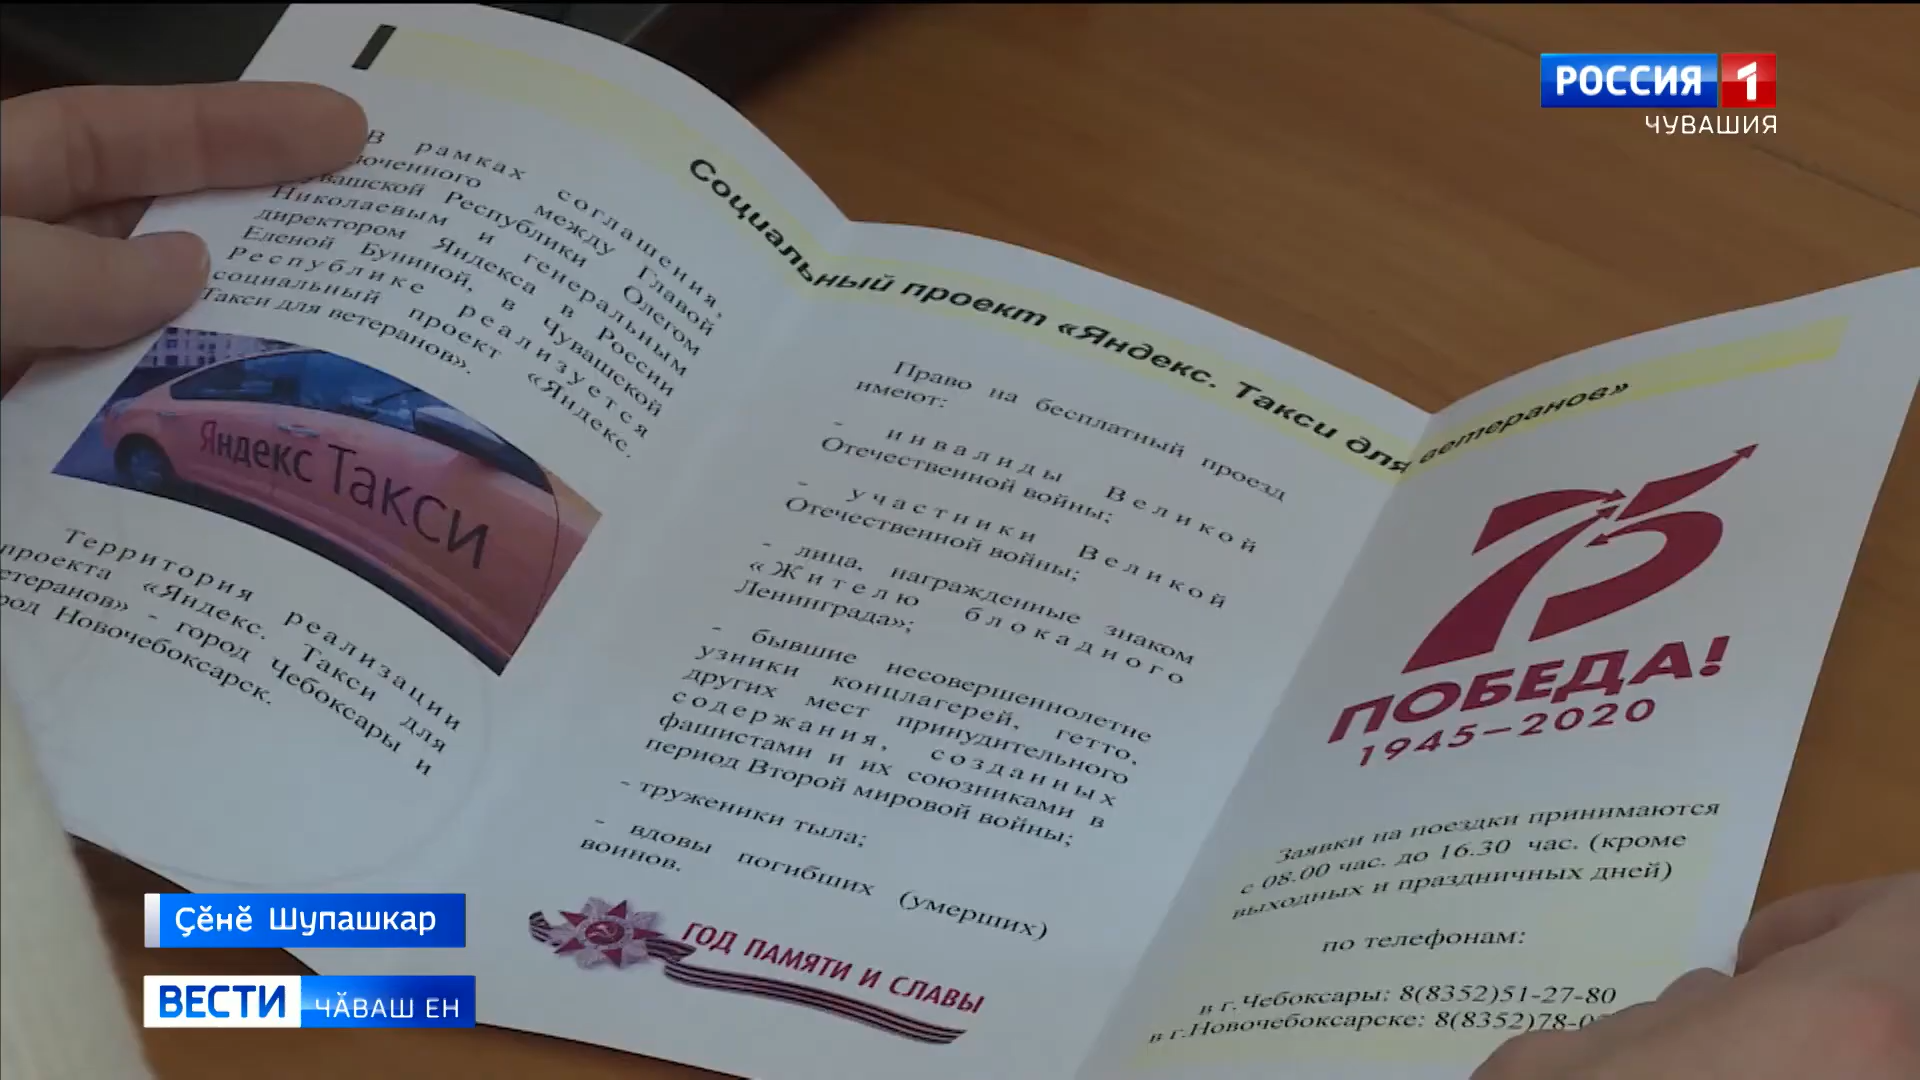 РОССИЯ 1
ЧУВАШИЯ
Социальный проект «Яндекс. Такси для ветеранов»
В рамках соглашения,
между Главой
Республики Олегом
Николаевым и генеральным
директором Яндекса в России
Еленой Буниной, в Чувашской
республике реализуется
социальный проект «Яндекс.
Такси для ветеранов».
Яндекс Такси
Территория реализации
проекта «Яндекс. Такси для
ветеранов» - город Чебоксары и
Новочебоксарск.
Право на бесплатный проезд
имеют:
- инвалиды Великой
Отечественной войны;
- участники Великой
Отечественной войны;
- лица, награжденные знаком
«Жителю блокадного
Ленинграда»;
- бывшие несовершеннолетние
узники концлагерей, гетто,
других мест принудительного
содержания, созданных
фашистами и их союзниками в
период Второй мировой войны;
- труженики тыла;
- вдовы погибших (умерших)
воинов.
ГОД ПАМЯТИ И СЛАВЫ
75
ПОБЕДА!
1945–2020
Заявки на поездки принимаются
с 08.00 час. до 16.30 час. (кроме
выходных и праздничных дней)
по телефонам:
в г.Чебоксары: 8(8352)51-27-80
в г.Новочебоксарске: 8(8352)78-0
Çӗнӗ Шупашкар
ВЕСТИ ЧӐВАШ ЕН